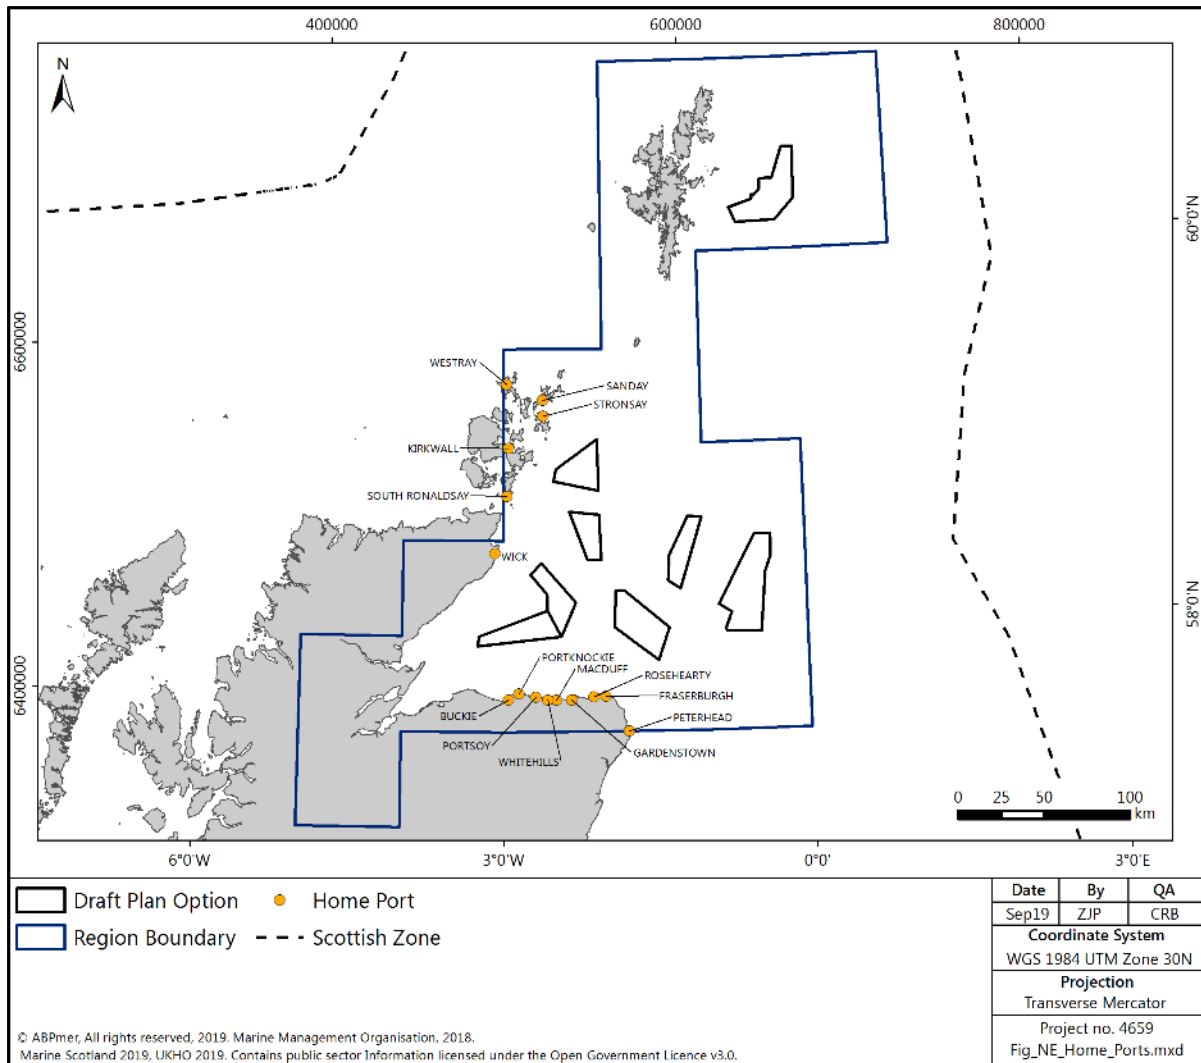 400000
600000
800000
N
60°0'N
6600000
WESTRAY
SANDAY
STRONSAY
KIRKWALL
SOUTH RONALDSAY
WICK
58°0'N
6400000
PORTKNOCKIE
MACDUFF
ROSEHEARTY
FRASERBURGH
BUCKIE
PETERHEAD
PORTSOY
GARDENSTOWN
WHITEHILLS
0 25 50 100
km
6°0'W
3°0'W
0°0'
3°0'E
Draft Plan Option
Home Port
Region Boundary
Scottish Zone
Date By QA
Sep19 ZJP CRB
Coordinate System
WGS 1984 UTM Zone 30N
Projection
Transverse Mercator
Project no. 4659
Fig_NE_Home_Ports.mxd
© ABPmer, All rights reserved, 2019. Marine Management Organisation, 2018.
Marine Scotland 2019, UKHO 2019. Contains public sector Information licensed under the Open Government Licence v3.0.